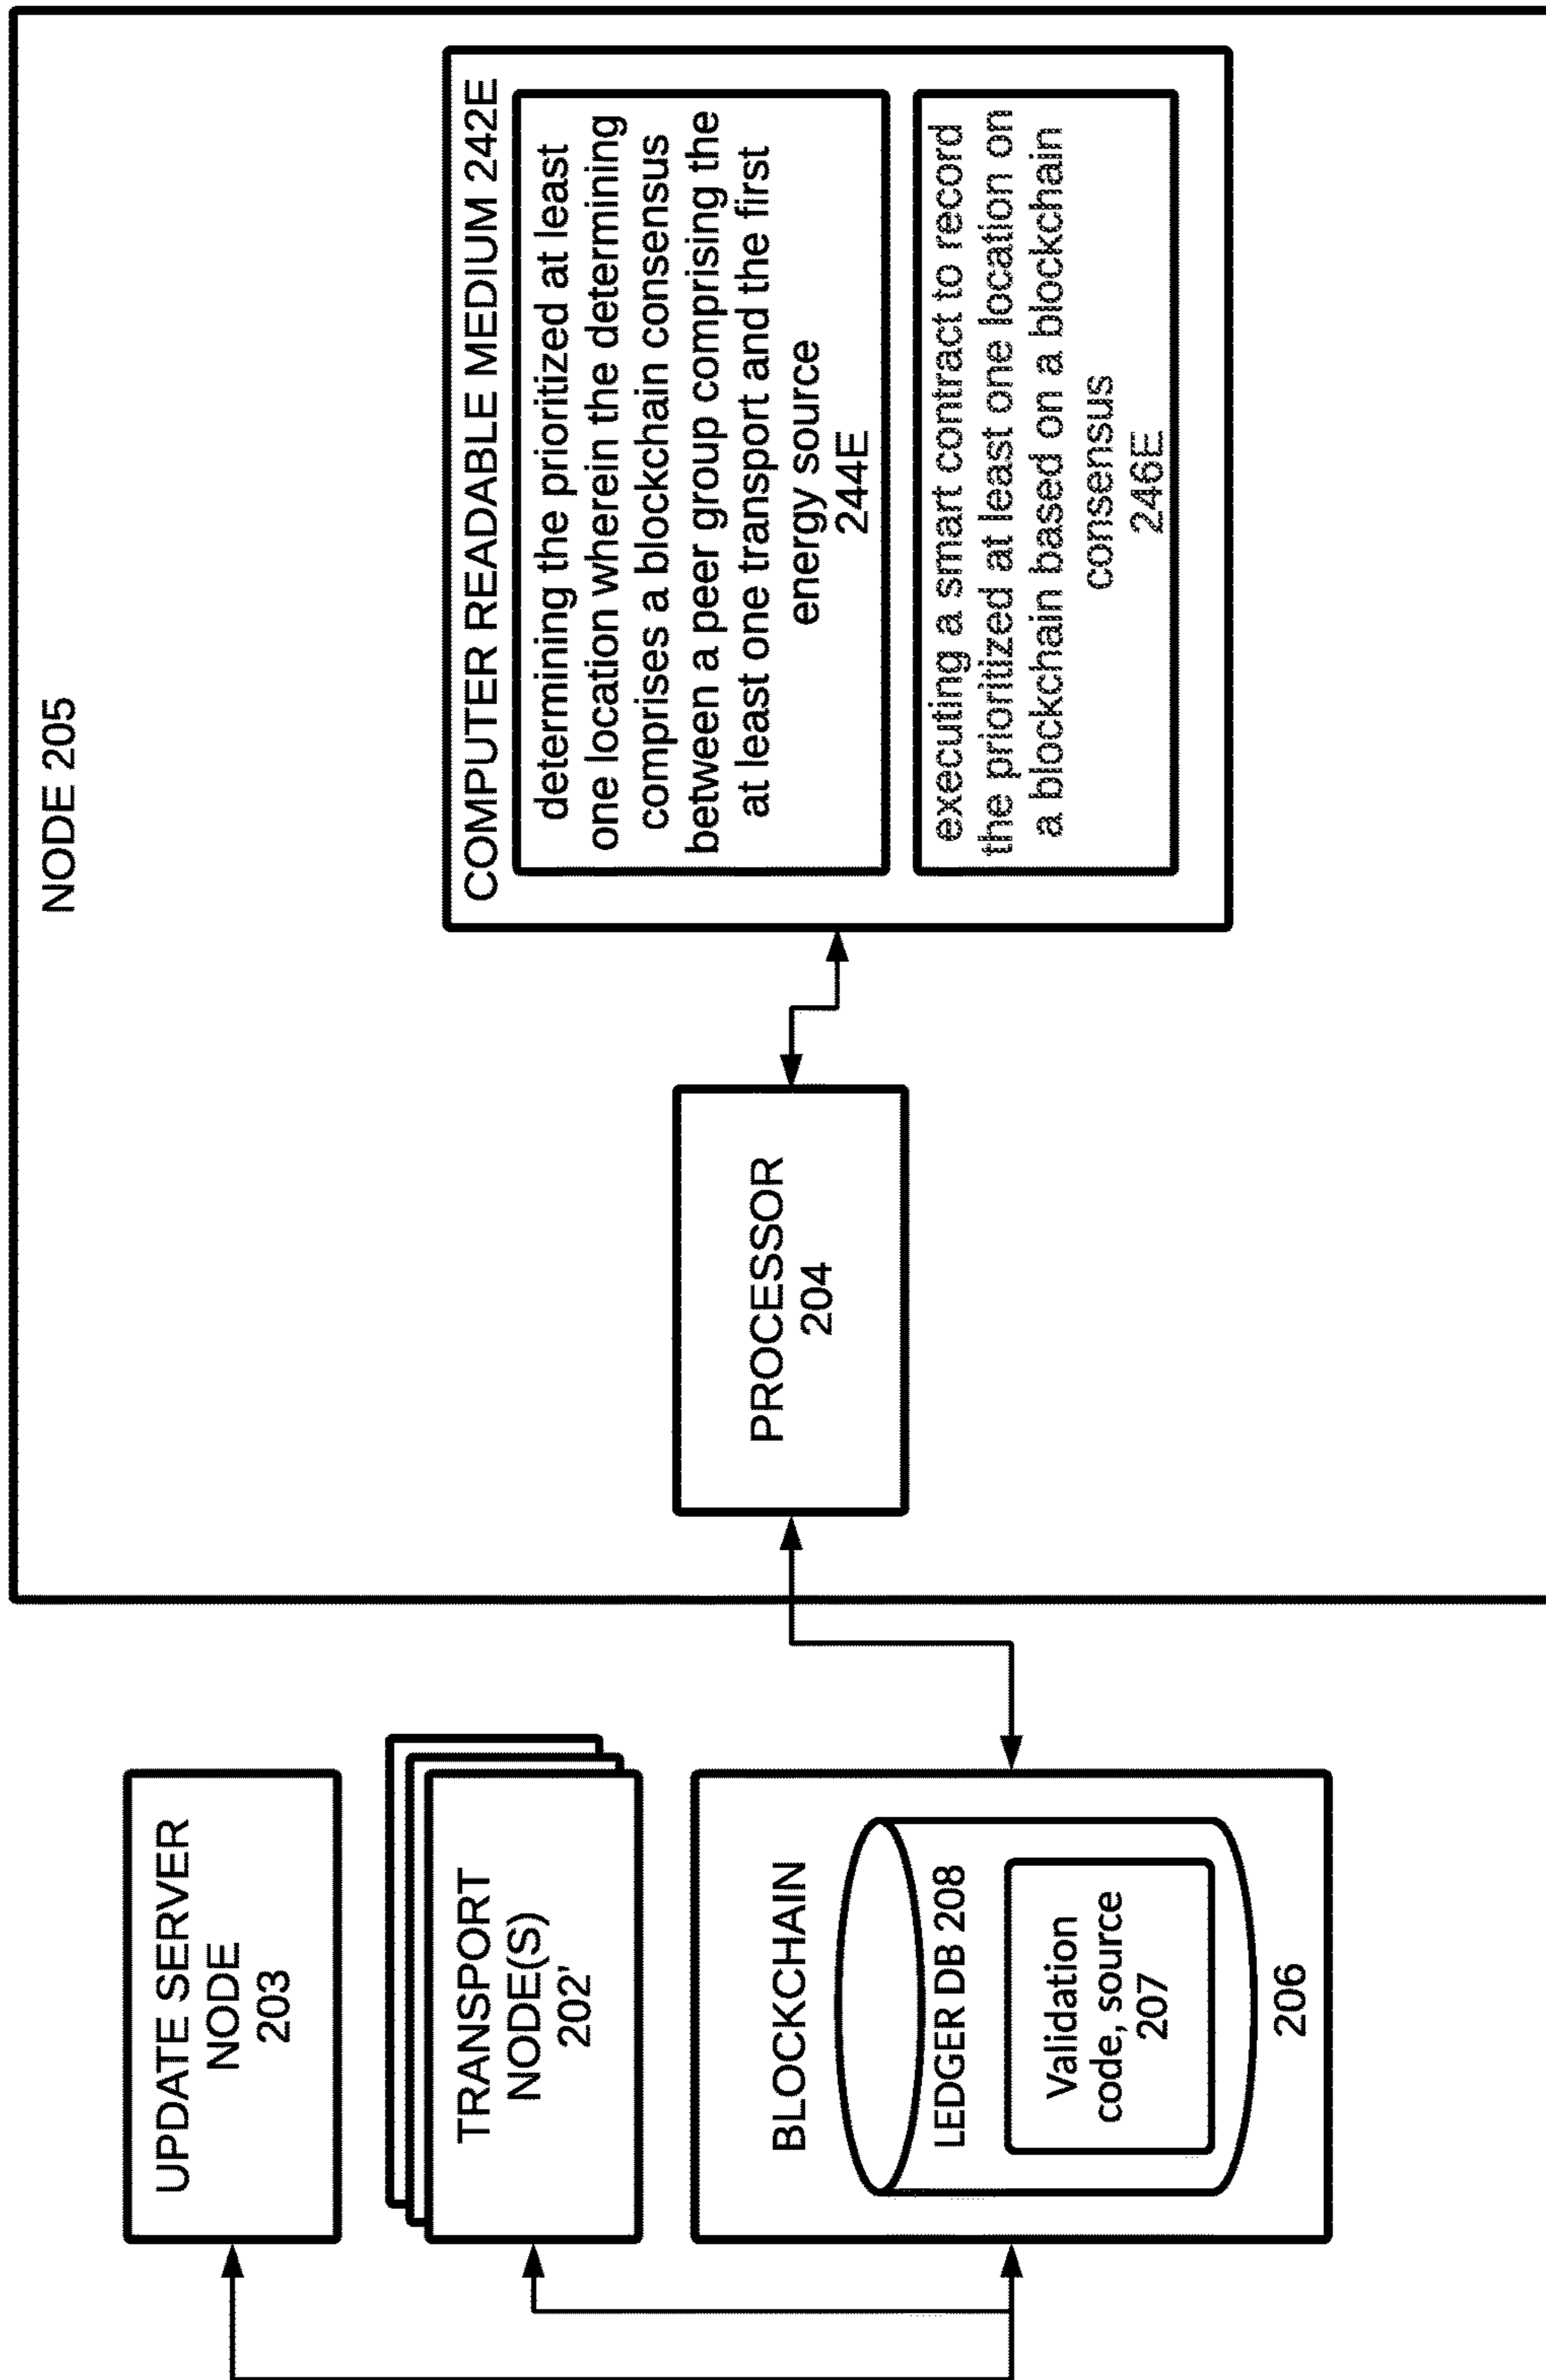 NODE 205
UPDATE SERVER
NODE
203
TRANSPORT
NODE(S)
202'
BLOCKCHAIN
LEDGER DB 208
Validation
code, source
207
206
PROCESSOR
204
COMPUTER READABLE MEDIUM 242E
determining the prioritized at least
one location wherein the determining
comprises a blockchain consensus
between a peer group comprising the
at least one transport and the first
energy source
244E
executing a smart contract to record
the prioritized at least one location on
a blockchain based on a blockchain
consensus
246E